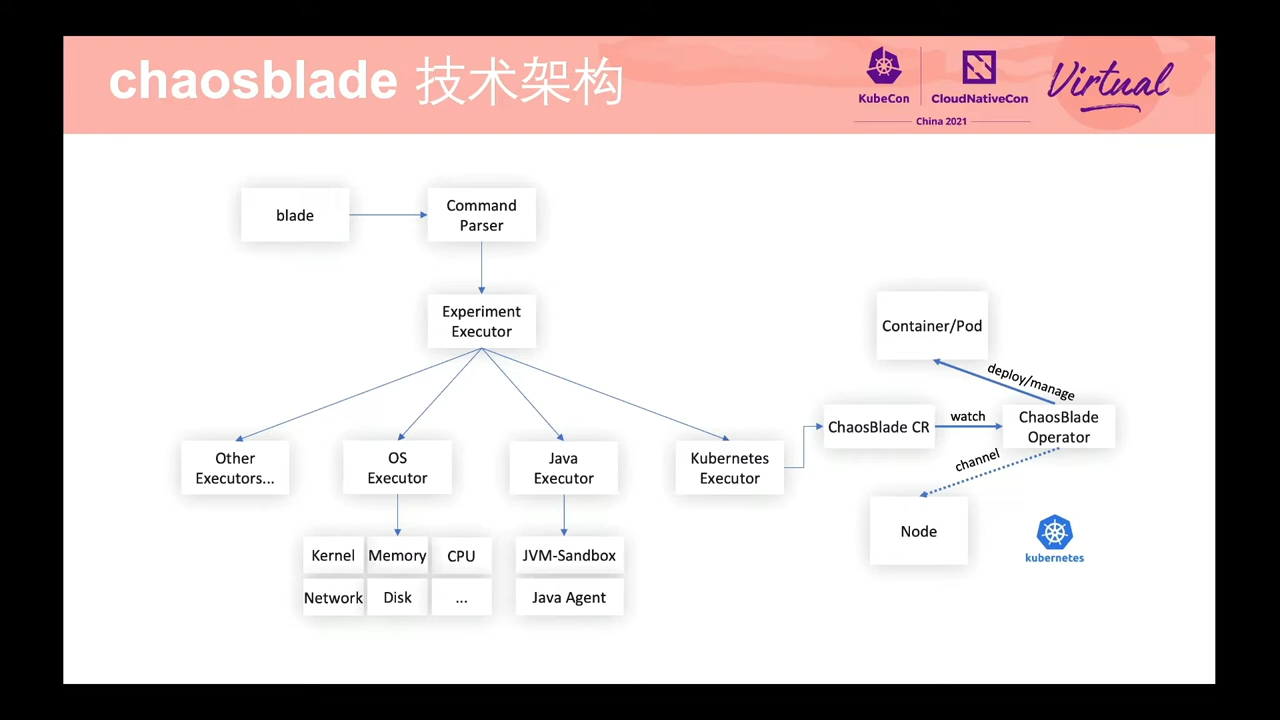 chaosblade 技术架构
KubeCon
CloudNativeCon
China 2021
Virtual
blade
Command
Parser
Experiment
Executor
Other
Executors...
OS
Executor
Java
Executor
Kubernetes
Executor
Kernel
Memory
CPU
Network
Disk
...
JVM-Sandbox
Java Agent
Container/Pod
deploy/manage
ChaosBlade CR
watch
ChaosBlade
Operator
channel
Node
kubernetes